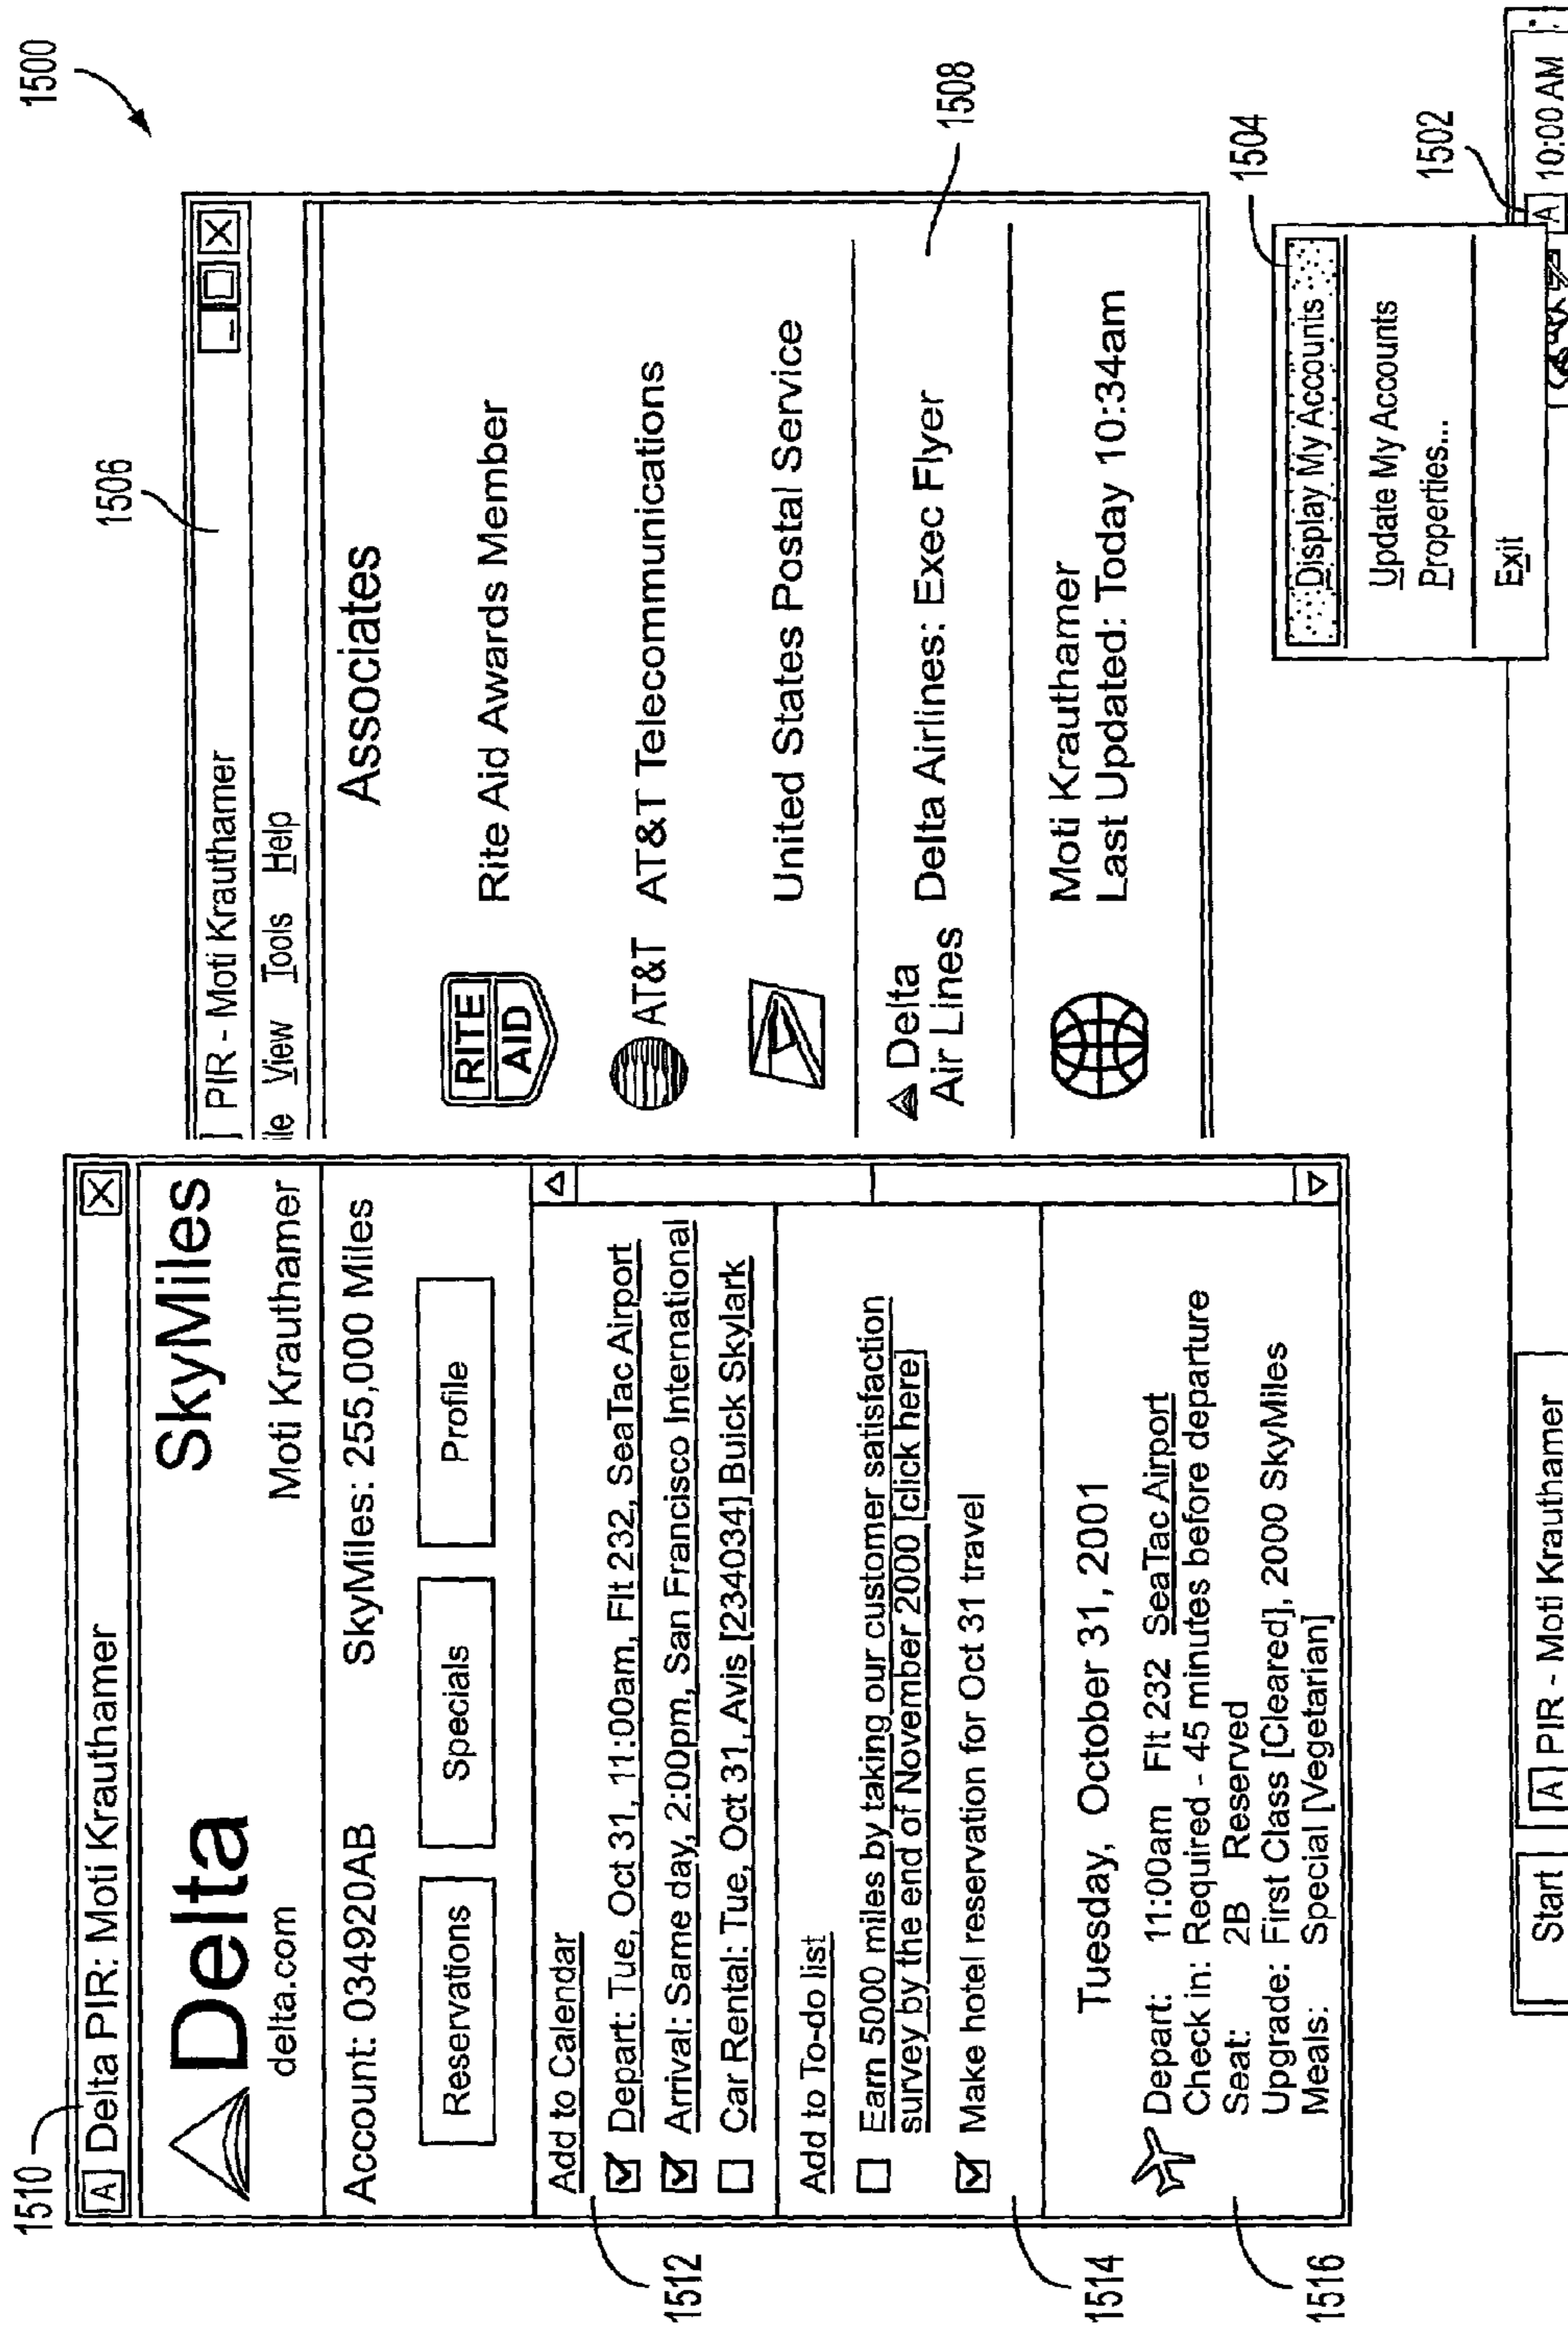 1500
1510
A Delta PIR: Moti Krauthamer
X
Delta
SkyMiles
delta.com
Moti Krauthamer
Account: 034920AB
SkyMiles: 255,000 Miles
Reservations
Specials
Profile
Add to Calendar
Depart: Tue, Oct 31, 11:00am, Flt 232, SeaTac Airport
Arrival: Same day, 2:00pm, San Francisco International
Car Rental: Tue, Oct 31, Avis [234034] Buick Skylark
1512
Add to To-do list
Earn 5000 miles by taking our customer satisfaction
survey by the end of November 2000 [click here]
Make hotel reservation for Oct 31 travel
1514
Tuesday, October 31, 2001
Depart: 11:00am Flt 232 SeaTac Airport
Check in: Required - 45 minutes before departure
Seat: 2B Reserved
Upgrade: First Class [Cleared], 2000 SkyMiles
Meals: Special [Vegetarian]
1516
1506
] PIR - Moti Krauthamer
le View Tools Help
Associates
RITE
AID
Rite Aid Awards Member
AT&T AT&T Telecommunications
United States Postal Service
Delta
Air Lines
Delta Airlines: Exec Flyer
1508
Moti Krauthamer
Last Updated: Today 10:34am
1504
Display My Accounts
Update My Accounts
Properties...
Exit
1502
Start
A PIR - Moti Krauthamer
A 10:00 AM